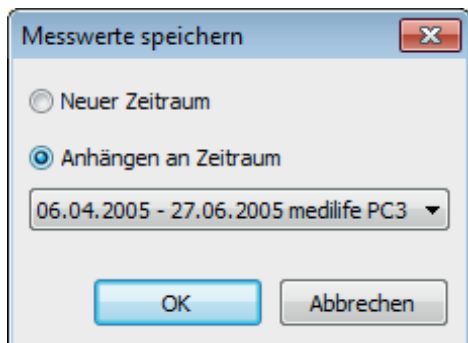 Messwerte speichern
Neuer Zeitraum
Anhängen an Zeitraum
06.04.2005 - 27.06.2005 medilife PC3
OK
Abbrechen